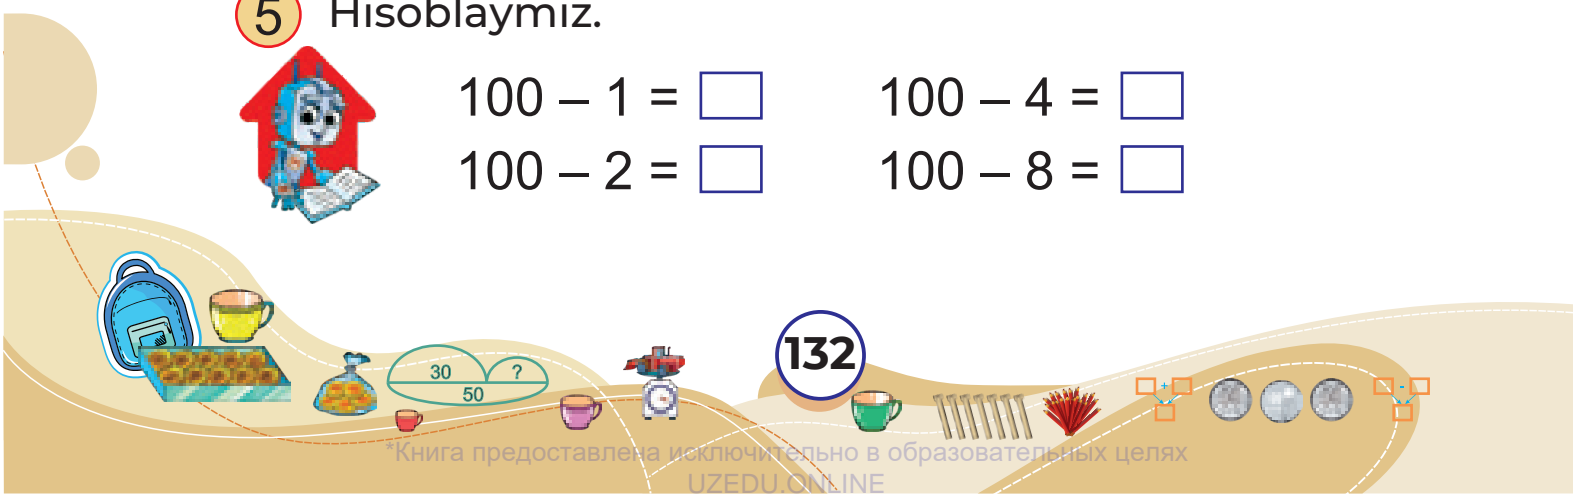 5 Hisoblaymiz.
100 – 1 =
100 – 4 =
100 – 2 =
100 – 8 =
30 ?
50
132
+
-
*Книга предоставлена исключительно в образовательных целях
UZEDU.ONLINE